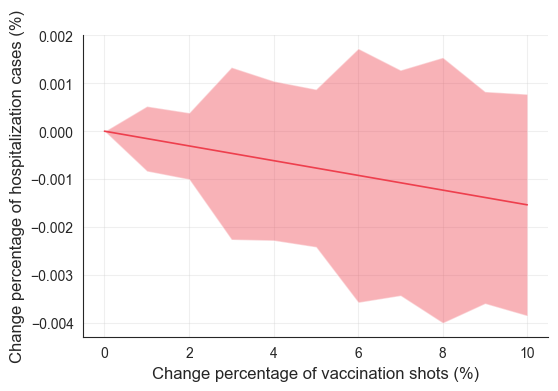 Change percentage of hospitalization cases (%)
0.002
0.001
0.000
−0.001
−0.002
−0.003
−0.004
0 2 4 6 8 10
Change percentage of vaccination shots (%)